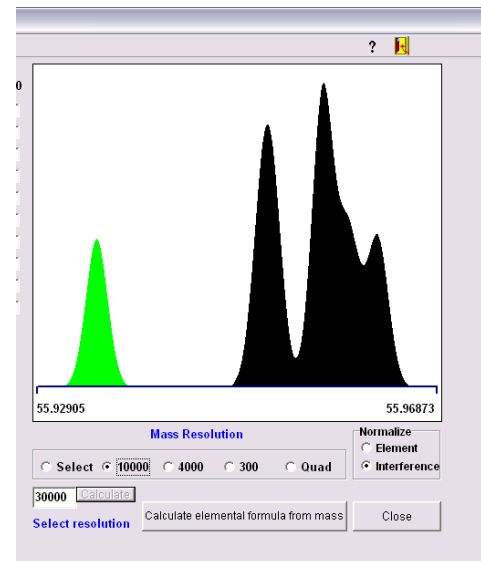 ?
0
55.92905 55.96873
Mass Resolution
Normalize
Element
Interference
Select 10000 4000 300 Quad
30000 Calculate
Select resolution
Calculate elemental formula from mass
Close